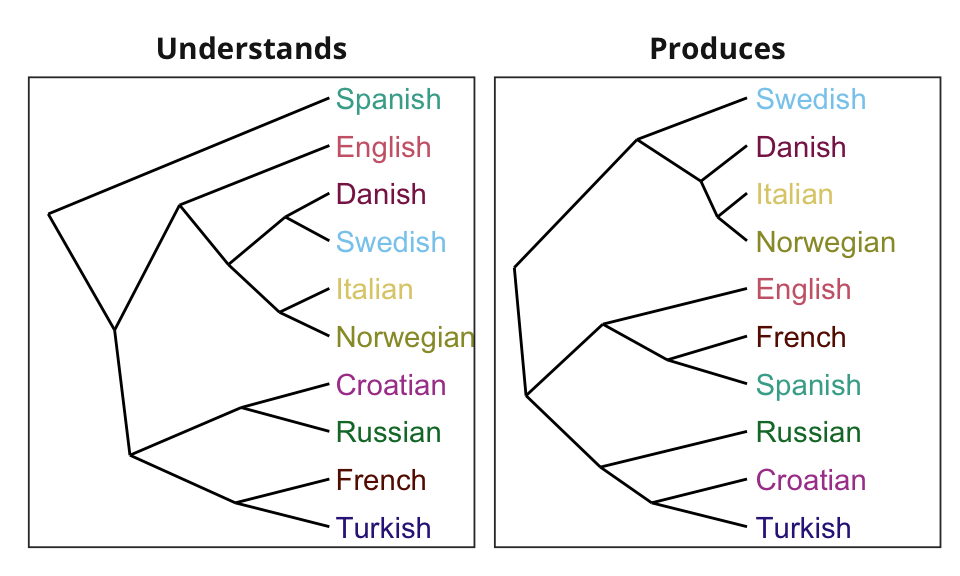 Understands
Spanish
English
Danish
Swedish
Italian
Norwegian
Croatian
Russian
French
Turkish
Produces
Swedish
Danish
Italian
Norwegian
English
French
Spanish
Russian
Croatian
Turkish